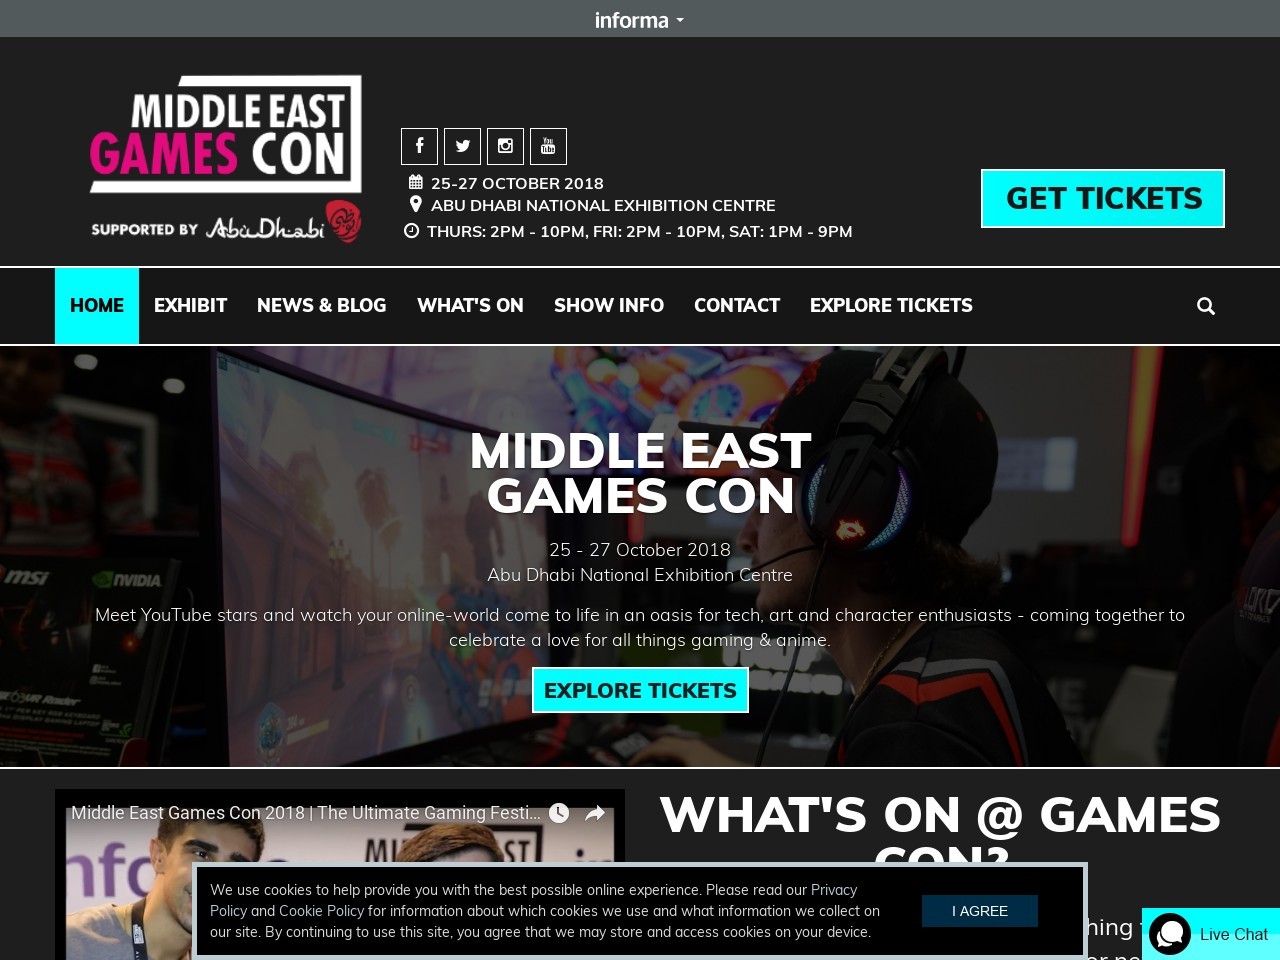 informa
MIDDLE EAST
GAMES CON
SUPPORTED BY Abu Dhabi
25-27 OCTOBER 2018
ABU DHABI NATIONAL EXHIBITION CENTRE
THURS: 2PM - 10PM, FRI: 2PM - 10PM, SAT: 1PM - 9PM
GET TICKETS
HOME EXHIBIT NEWS & BLOG WHAT'S ON SHOW INFO CONTACT EXPLORE TICKETS
MIDDLE EAST
GAMES CON
25 - 27 October 2018
Abu Dhabi National Exhibition Centre
Meet YouTube stars and watch your online-world come to life in an oasis for tech, art and character enthusiasts - coming together to
celebrate a love for all things gaming & anime.
EXPLORE TICKETS
msi
NVIDIA
Middle East Games Con 2018 | The Ultimate Gaming Festi...
MIDDLE EAST
WHAT'S ON @ GAMES
CON?
We use cookies to help provide you with the best possible online experience. Please read our Privacy
Policy and Cookie Policy for information about which cookies we use and what information we collect on
our site. By continuing to use this site, you agree that we may store and access cookies on your device.
I AGREE
Live Chat